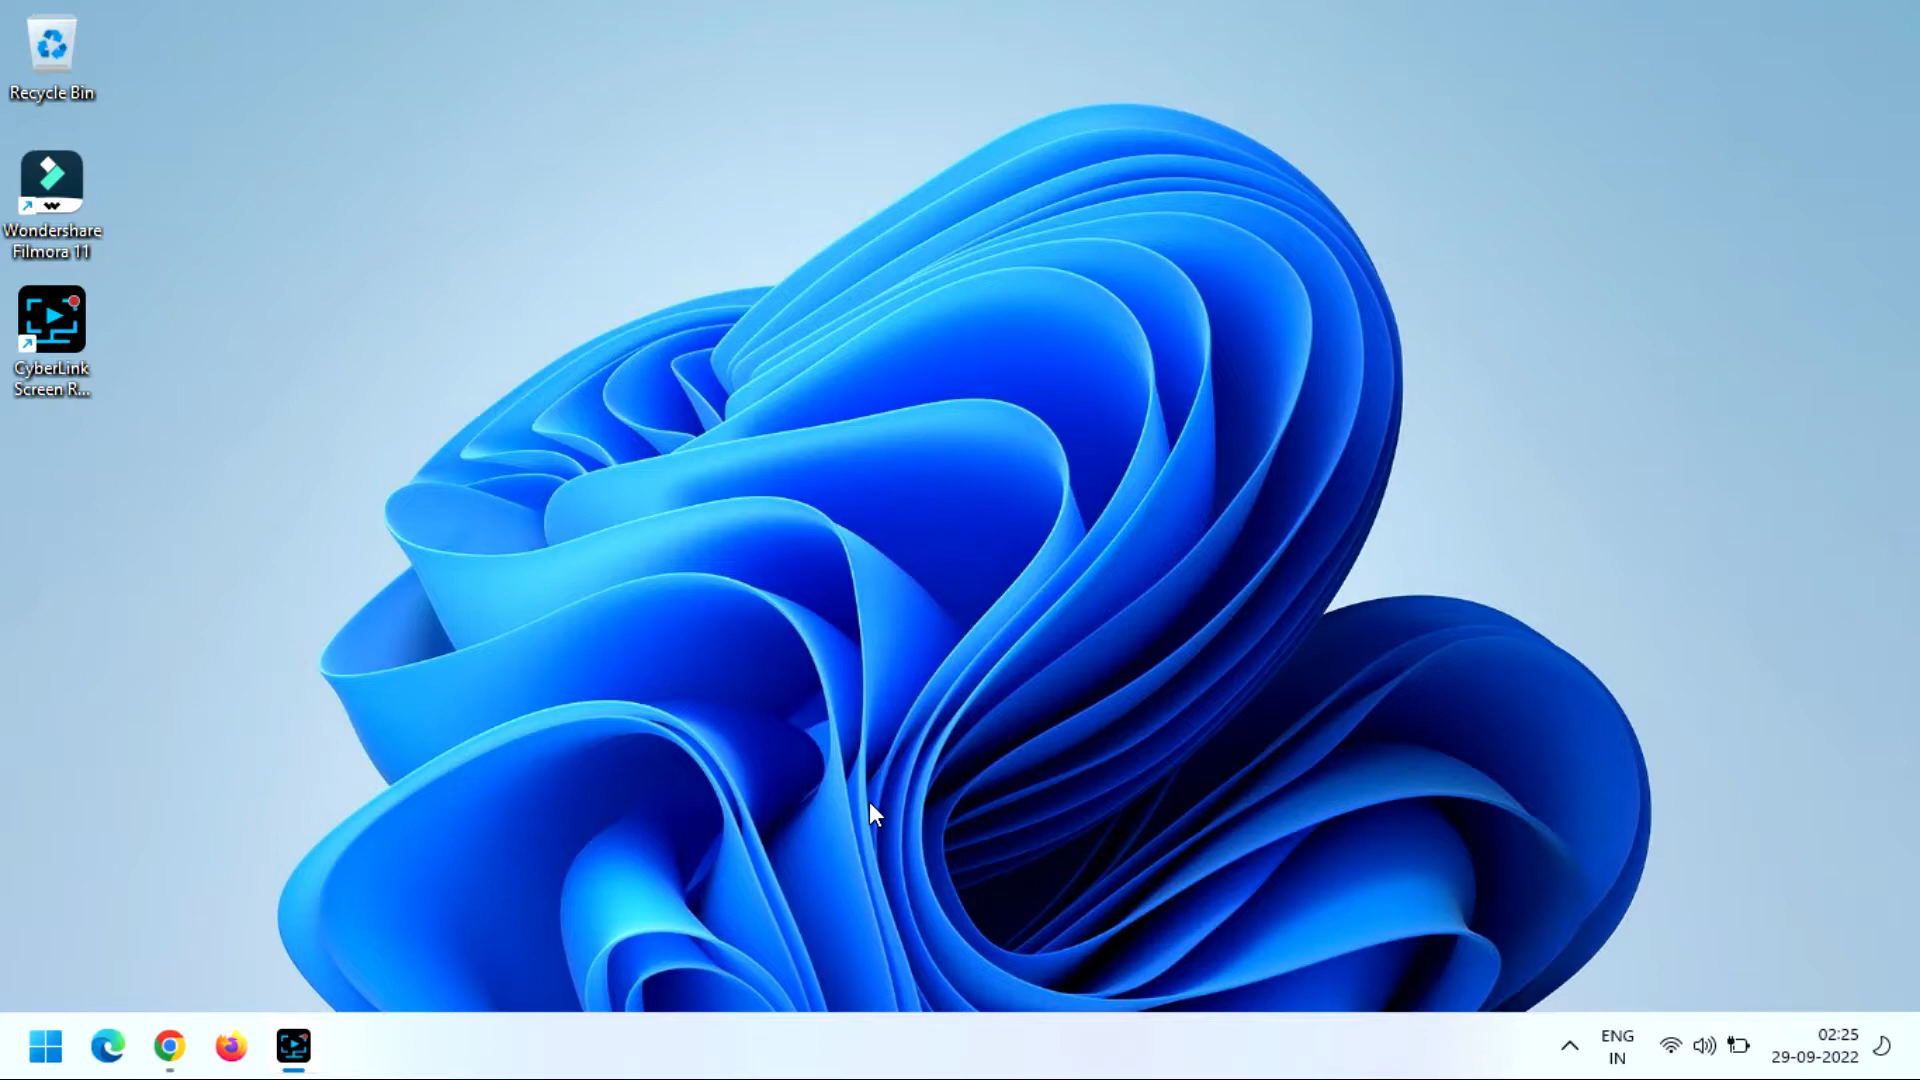 Recycle Bin
Wondershare
Filmora 11
CyberLink
Screen R...
ENG
IN
02:25
29-09-2022